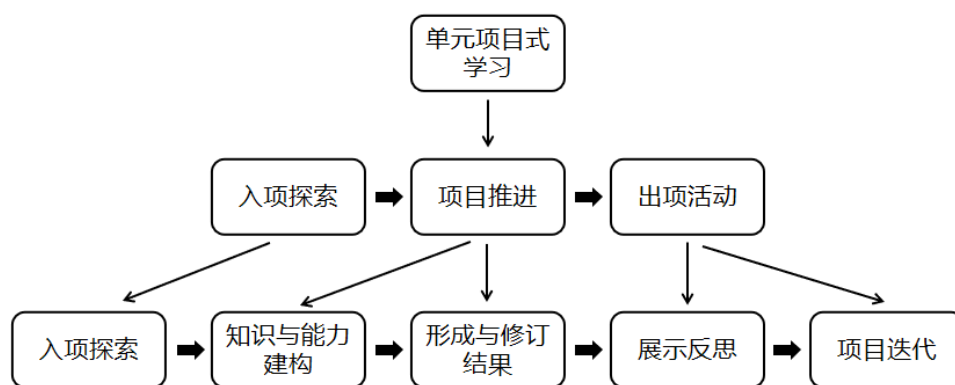 单元项目式
学习
入项探索
项目推进
出项活动
入项探索
知识与能力
建构
形成与修订
结果
展示反思
项目迭代